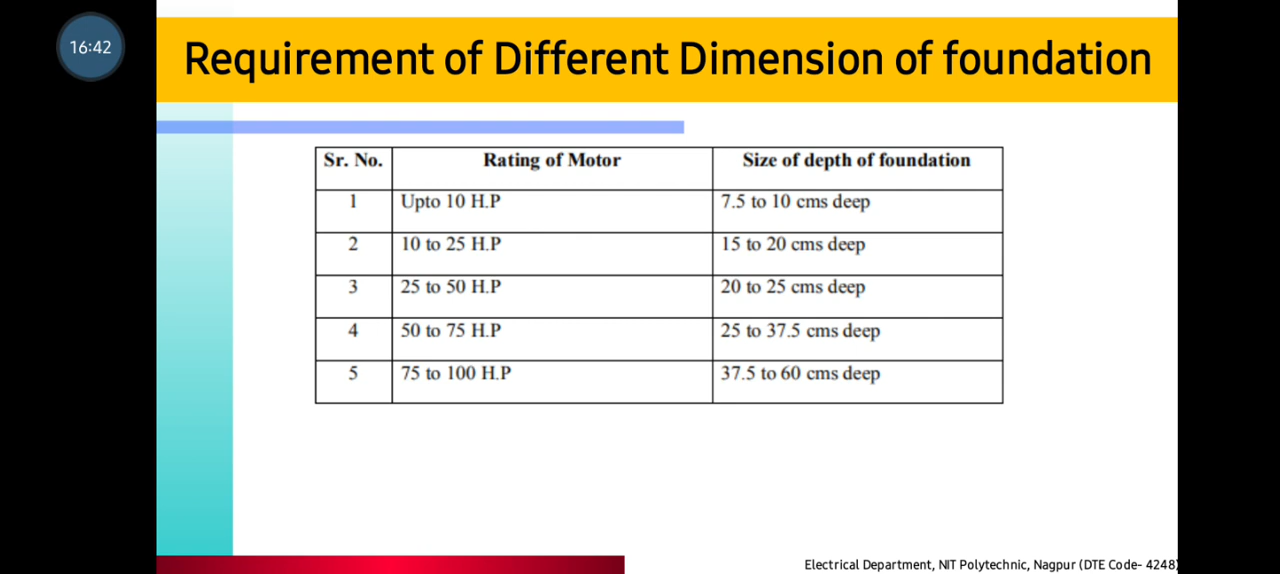 16:42
Requirement of Different Dimension of foundation
Sr. No. Rating of Motor Size of depth of foundation
1 Upto 10 H.P 7.5 to 10 cms deep
2 10 to 25 H.P 15 to 20 cms deep
3 25 to 50 H.P 20 to 25 cms deep
4 50 to 75 H.P 25 to 37.5 cms deep
5 75 to 100 H.P 37.5 to 60 cms deep
Electrical Department, NIT Polytechnic, Nagpur (DTE Code- 4248)